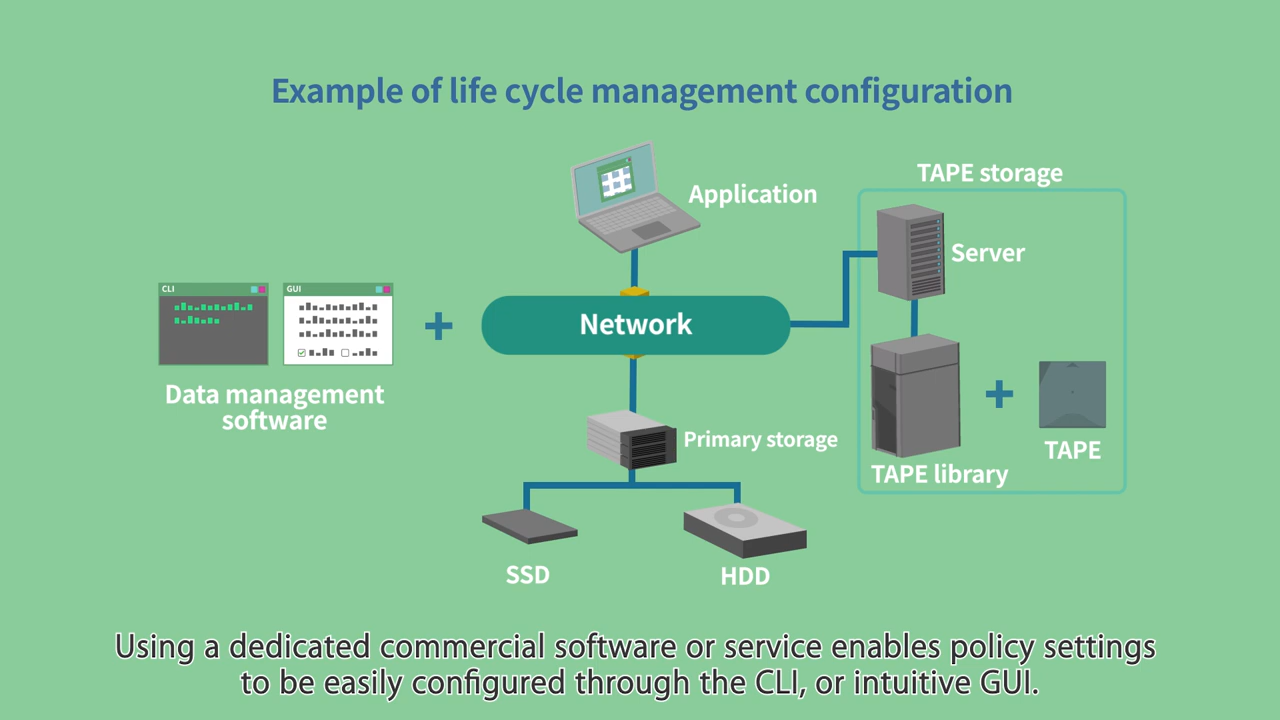 Example of life cycle management configuration
Application
TAPE storage
Server
CLI
GUI
Network
Data management
software
Primary storage
TAPE
TAPE library
SSD
HDD
Using a dedicated commercial software or service enables policy settings
to be easily configured through the CLI, or intuitive GUI.